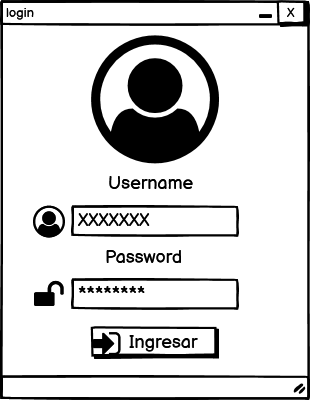 login
X
Username
XXXXXXX
Password
********
Ingresar